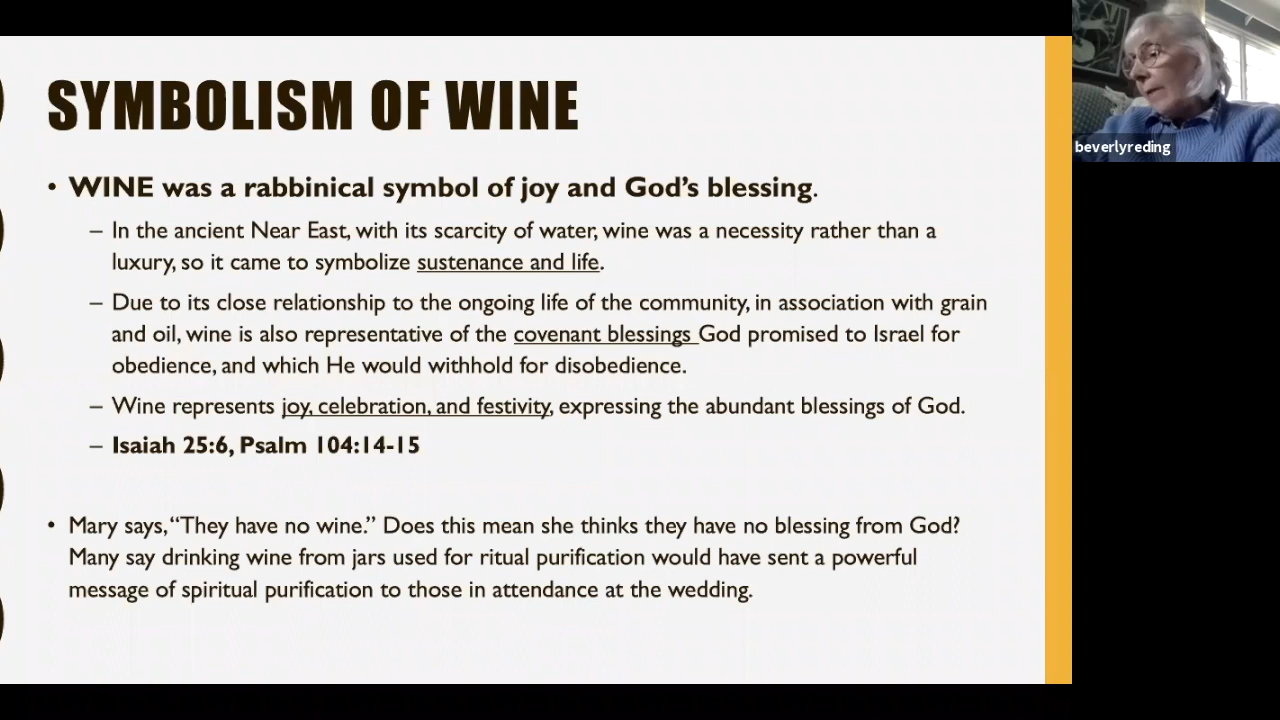 SYMBOLISM OF WINE
• WINE was a rabbinical symbol of joy and God’s blessing.
– In the ancient Near East, with its scarcity of water, wine was a necessity rather than a
luxury, so it came to symbolize sustenance and life.
– Due to its close relationship to the ongoing life of the community, in association with grain
and oil, wine is also representative of the covenant blessings God promised to Israel for
obedience, and which He would withhold for disobedience.
– Wine represents joy, celebration, and festivity, expressing the abundant blessings of God.
– Isaiah 25:6, Psalm 104:14-15
• Mary says, “They have no wine.” Does this mean she thinks they have no blessing from God?
Many say drinking wine from jars used for ritual purification would have sent a powerful
message of spiritual purification to those in attendance at the wedding.
beverlyreding